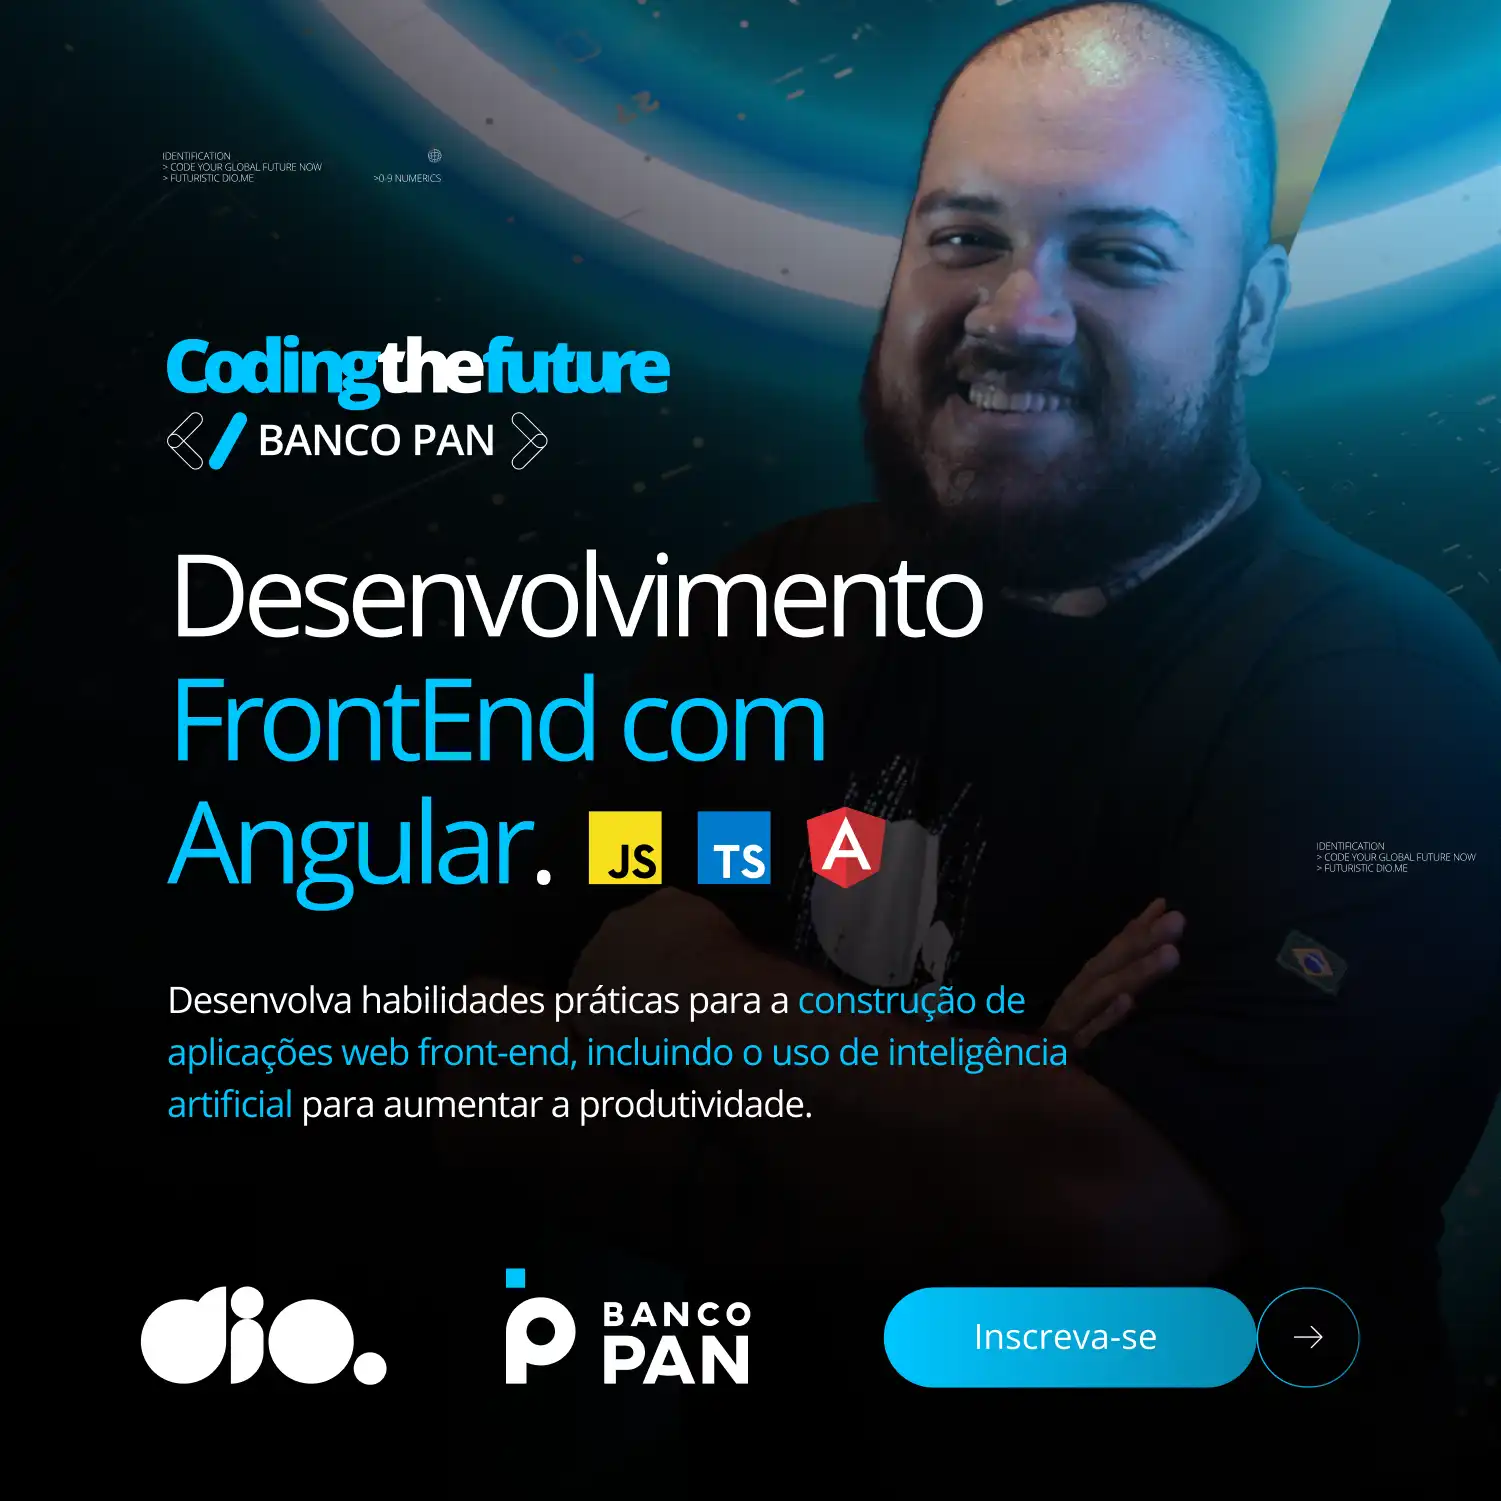 IDENTIFICATION
> CODE YOUR GLOBAL FUTURE NOW
> FUTURISTIC DIO.ME
>0-9 NUMERICS
Codingthefuture
BANCO PAN
Desenvolvimento
FrontEnd com
Angular.
JS
TS
A
Desenvolva habilidades práticas para a construção de
aplicações web front-end, incluindo o uso de inteligência
artificial para aumentar a produtividade.
IDENTIFICATION
> CODE YOUR GLOBAL FUTURE NOW
> FUTURISTIC DIO.ME
dio.
BANCO
PAN
Inscreva-se